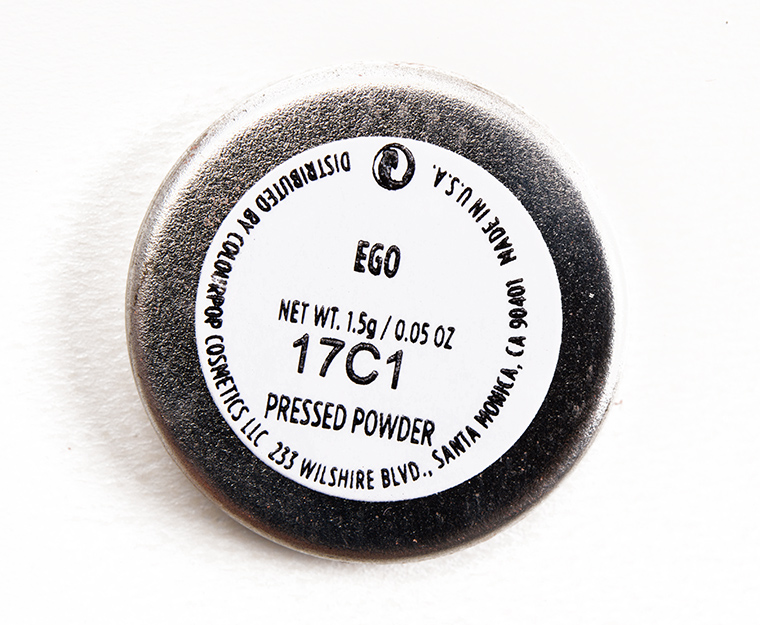 EGO
NET WT. 1.5g / 0.05 OZ
17C1
PRESSED POWDER
DISTRIBUTED BY COLOURPOP COSMETICS LLC 233 WILSHIRE BLVD., SANTA MONICA, CA 90401 MADE IN U.S.A.